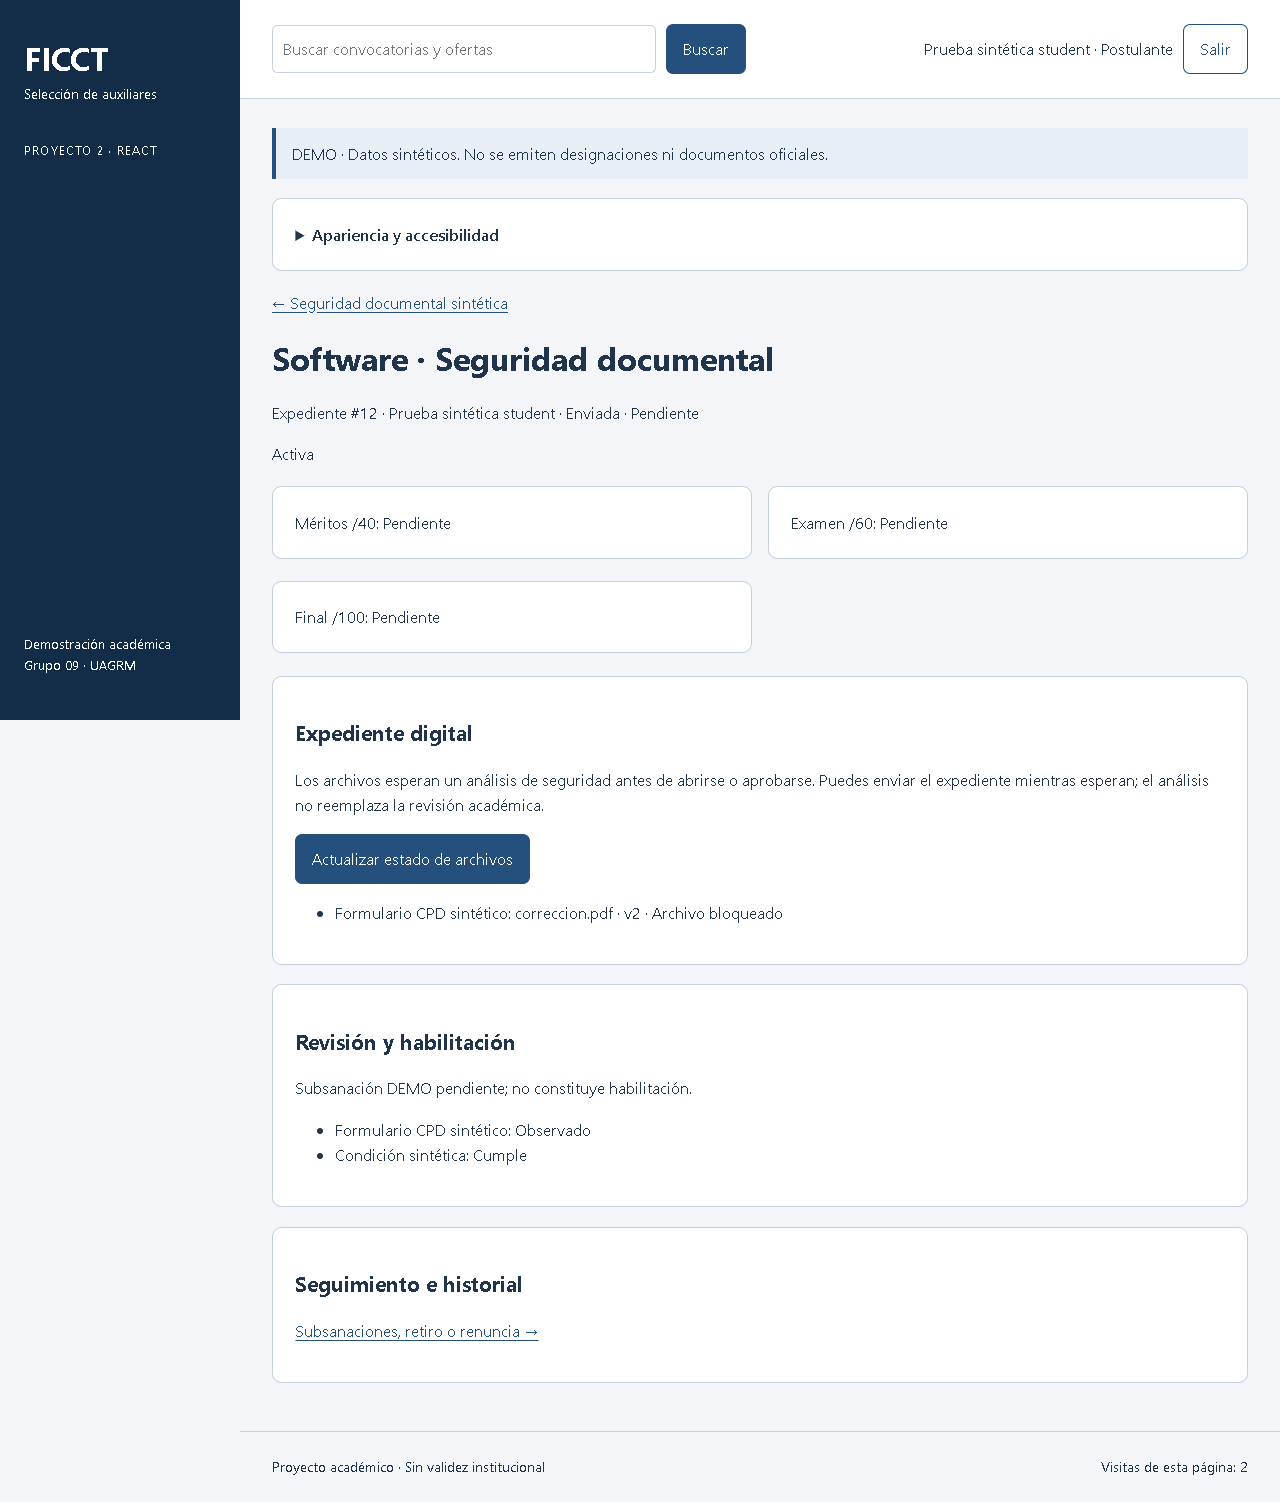 FICCT
Selección de auxiliares
PROYECTO 2 · REACT
Demostración académica
Grupo 09 · UAGRM
Buscar convocatorias y ofertas
Buscar
Prueba sintética student · Postulante
Salir
DEMO · Datos sintéticos. No se emiten designaciones ni documentos oficiales.
▶ Apariencia y accesibilidad
← Seguridad documental sintética
Software · Seguridad documental
Expediente #12 · Prueba sintética student · Enviada · Pendiente
Activa
Méritos /40: Pendiente
Examen /60: Pendiente
Final /100: Pendiente
Expediente digital
Los archivos esperan un análisis de seguridad antes de abrirse o aprobarse. Puedes enviar el expediente mientras esperan; el análisis
no reemplaza la revisión académica.
Actualizar estado de archivos
• Formulario CPD sintético: correccion.pdf · v2 · Archivo bloqueado
Revisión y habilitación
Subsanación DEMO pendiente; no constituye habilitación.
• Formulario CPD sintético: Observado
• Condición sintética: Cumple
Seguimiento e historial
Subsanaciones, retiro o renuncia →
Proyecto académico · Sin validez institucional
Visitas de esta página: 2